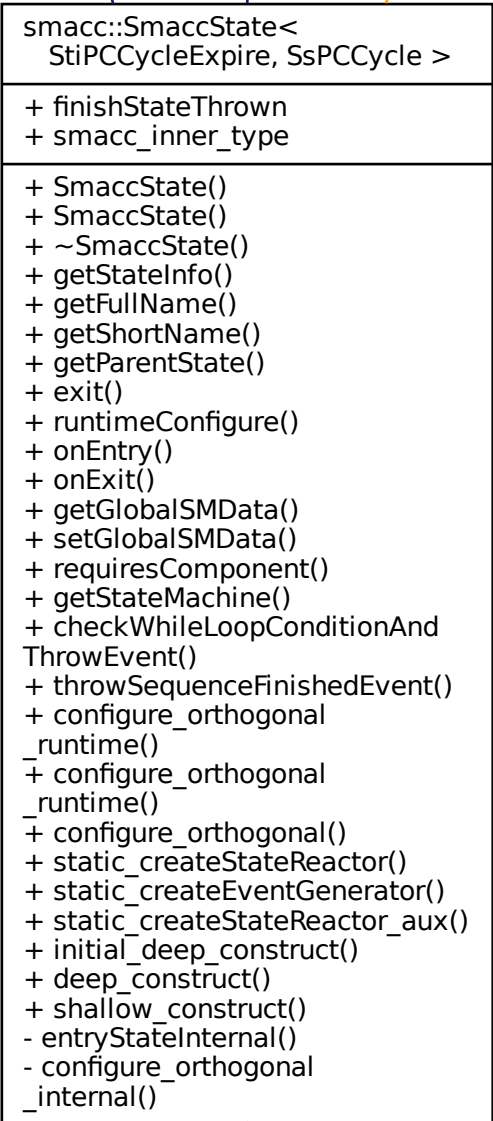 smacc::SmaccState<
StiPCCycleExpire, SsPCCycle >
+ finishStateThrown
+ smacc_inner_type
+ SmaccState()
+ SmaccState()
+ ~SmaccState()
+ getStateInfo()
+ getFullName()
+ getShortName()
+ getParentState()
+ exit()
+ runtimeConfigure()
+ onEntry()
+ onExit()
+ getGlobalSMData()
+ setGlobalSMData()
+ requiresComponent()
+ getStateMachine()
+ checkWhileLoopConditionAnd
ThrowEvent()
+ throwSequenceFinishedEvent()
+ configure_orthogonal
_runtime()
+ configure_orthogonal
_runtime()
+ configure_orthogonal()
+ static_createStateReactor()
+ static_createEventGenerator()
+ static_createStateReactor_aux()
+ initial_deep_construct()
+ deep_construct()
+ shallow_construct()
- entryStateInternal()
- configure_orthogonal
_internal()